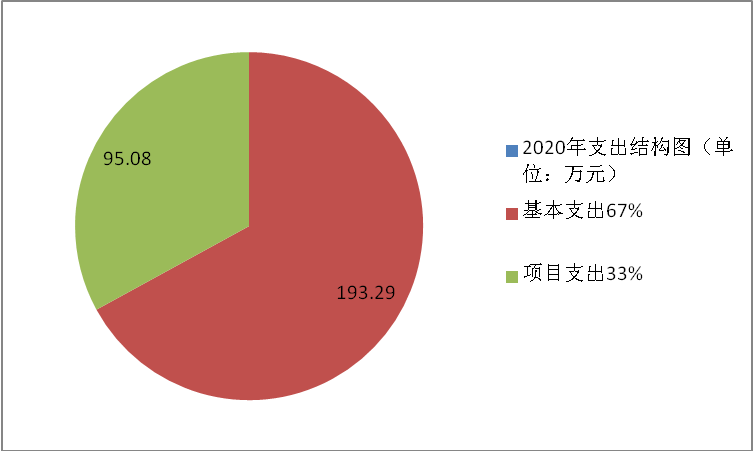 95.08
193.29
2020年支出结构图（单
位：万元）
基本支出67%
项目支出33%